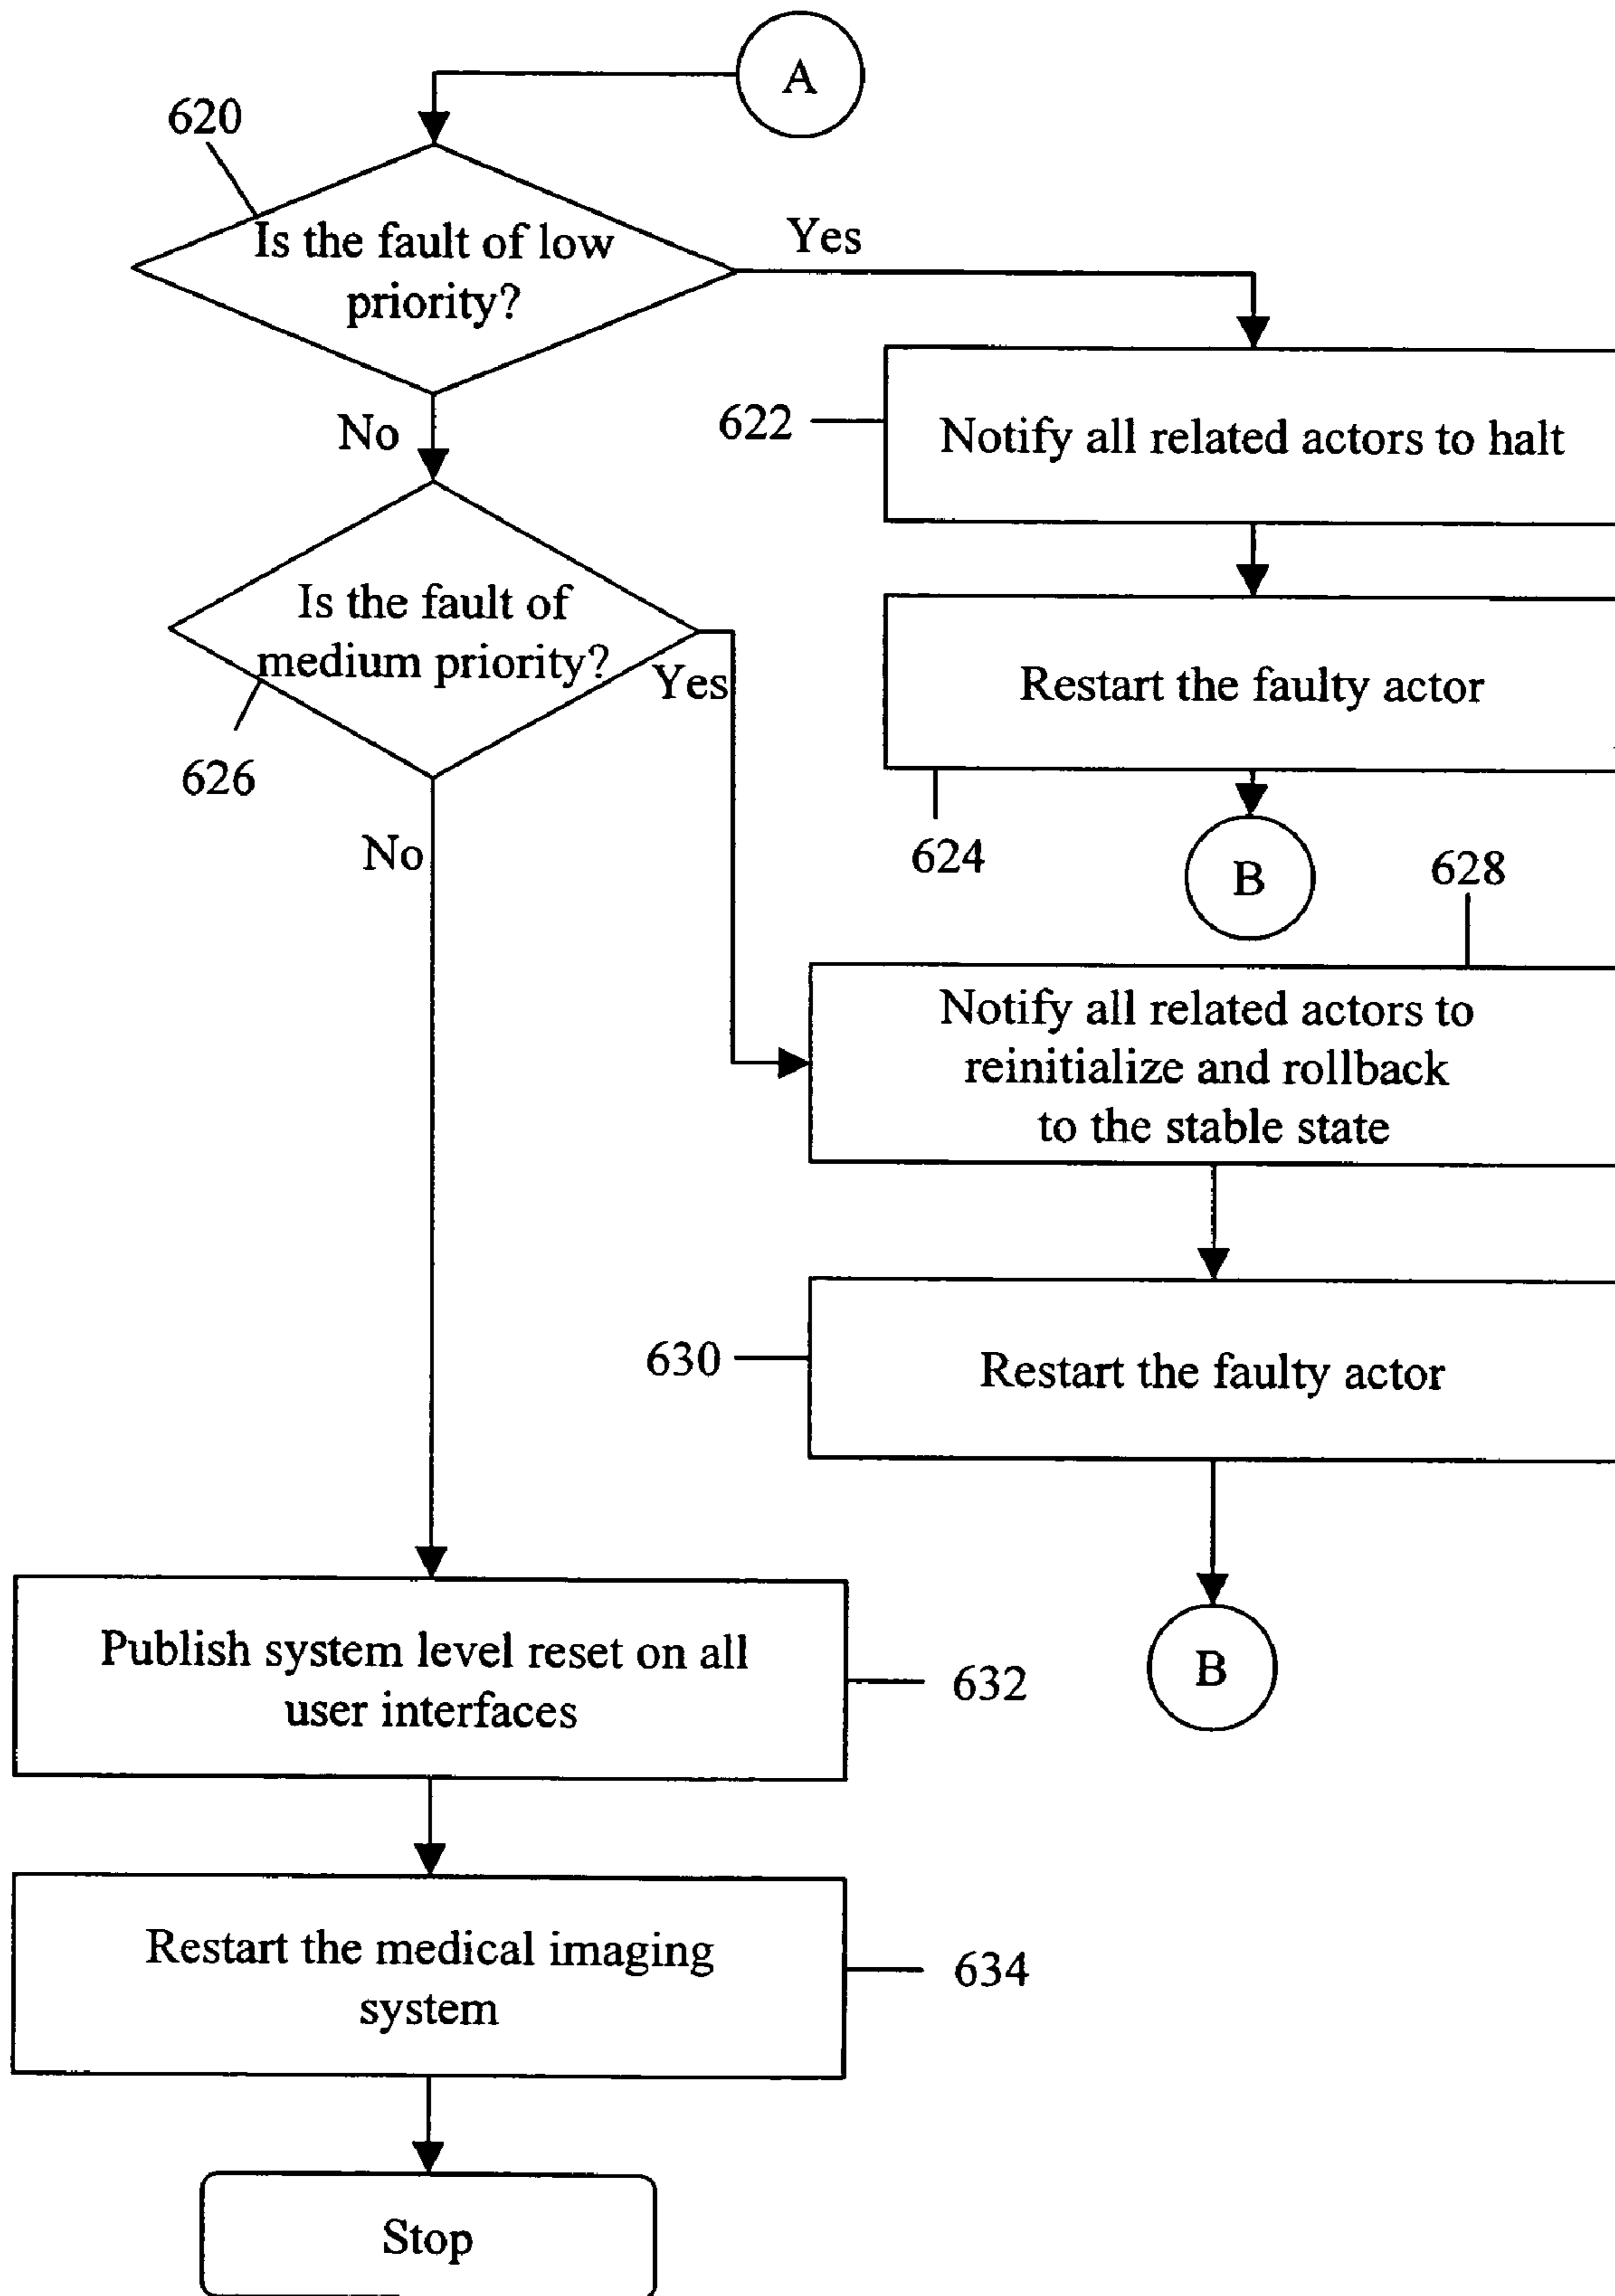 A
620
Is the fault of low
priority?
Yes
No
622
Notify all related actors to halt
Is the fault of
medium priority?
Yes
626
No
Restart the faulty actor
624
B
628
Notify all related actors to
reinitialize and rollback
to the stable state
630
Restart the faulty actor
B
Publish system level reset on all
user interfaces
632
Restart the medical imaging
system
634
Stop